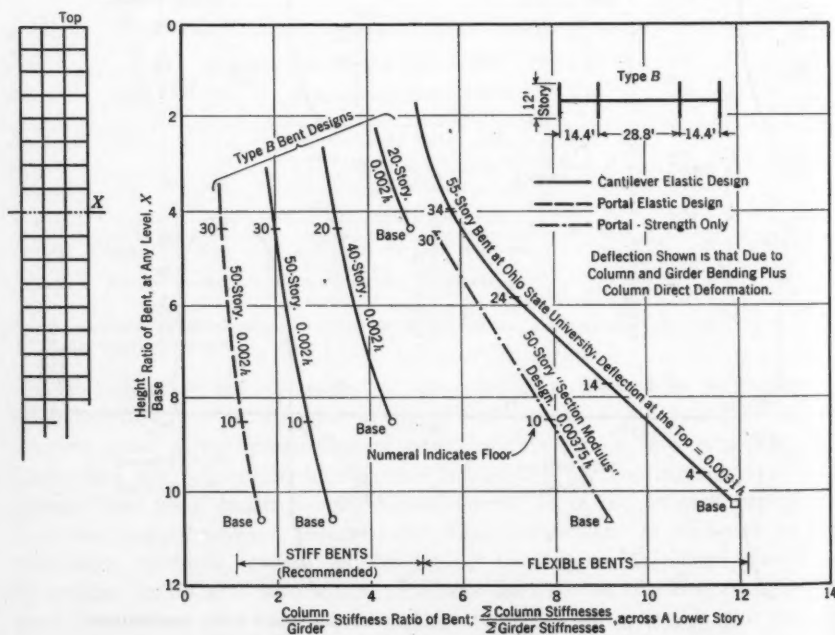 Top
X
0
2
4
6
8
10
12
Height
Base
Ratio of Bent, at Any Level, X
Type B Bent Designs
20-Story,
0.002h
Base
30
30
20
50-Story, 0.002h
50-Story, 0.002h
40-Story, 0.002h
10
10
Base
Base
Base
34
30
24
14
10
4
55-Story Bent at Ohio State University, Deflection at the Top = 0.0031h
50-Story "Section Modulus"
Design, 0.00375h
Numeral Indicates Floor
Base
Base
Type B
12'
Story
14.4'
28.8'
14.4'
Cantilever Elastic Design
Portal Elastic Design
Portal - Strength Only
Deflection Shown is that Due to
Column and Girder Bending Plus
Column Direct Deformation.
STIFF BENTS
(Recommended)
FLEXIBLE BENTS
0
2
4
6
8
10
12
14
Column
Girder
Stiffness Ratio of Bent;
Σ Column Stiffnesses
Σ Girder Stiffnesses
, across A Lower Story